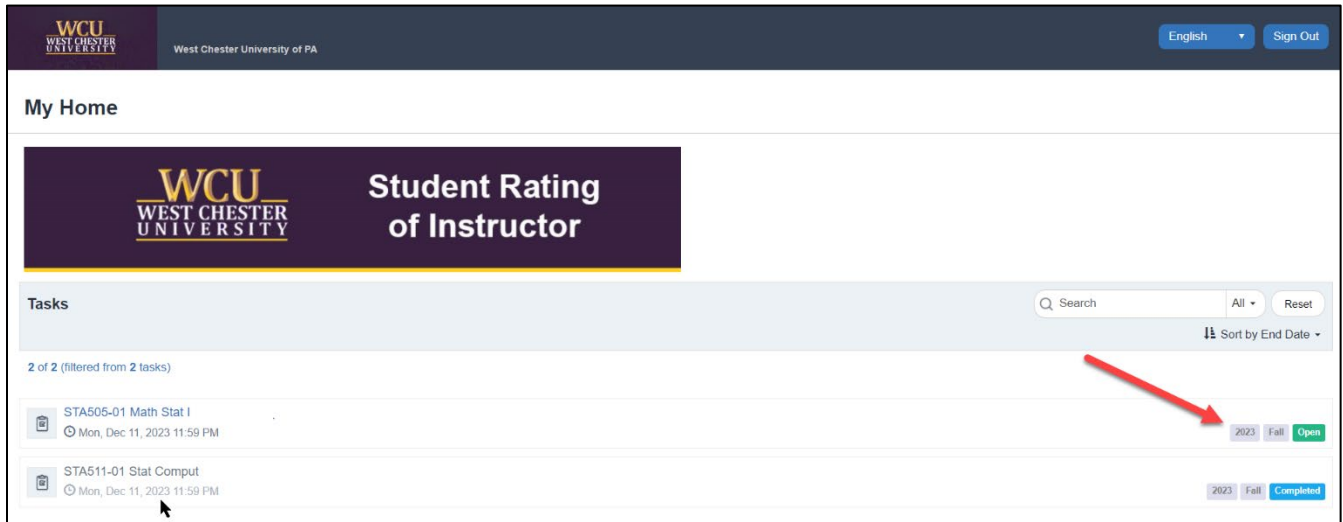 WCU
WEST CHESTER
UNIVERSITY
West Chester University of PA
English
Sign Out
My Home
WCU
WEST CHESTER
UNIVERSITY
Student Rating
of Instructor
Tasks
Search
All
Reset
Sort by End Date
2 of 2 (filtered from 2 tasks)
STA505-01 Math Stat I
Mon, Dec 11, 2023 11:59 PM
2023 Fall Open
STA511-01 Stat Comput
Mon, Dec 11, 2023 11:59 PM
2023 Fall Completed